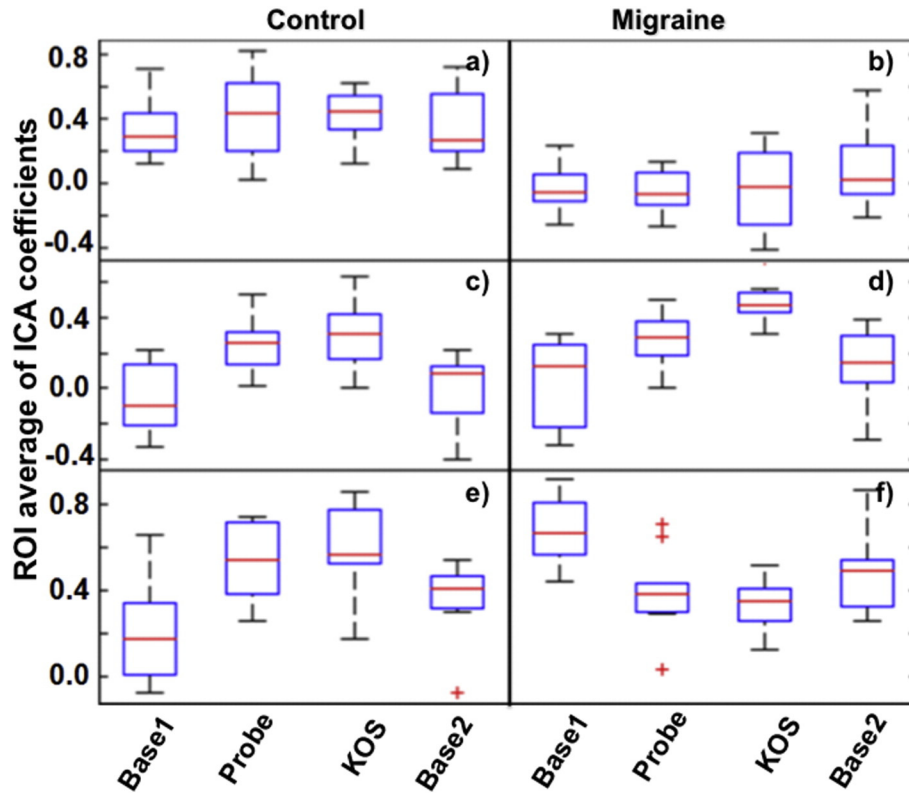 Control Migraine
ROI average of ICA coefficients
0.8 a) b)
0.4
0.0
-0.4
c) d)
0.4
0.0
-0.4
0.8 e) f)
0.4
0.0
Base1 Probe KOS Base2 Base1 Probe KOS Base2